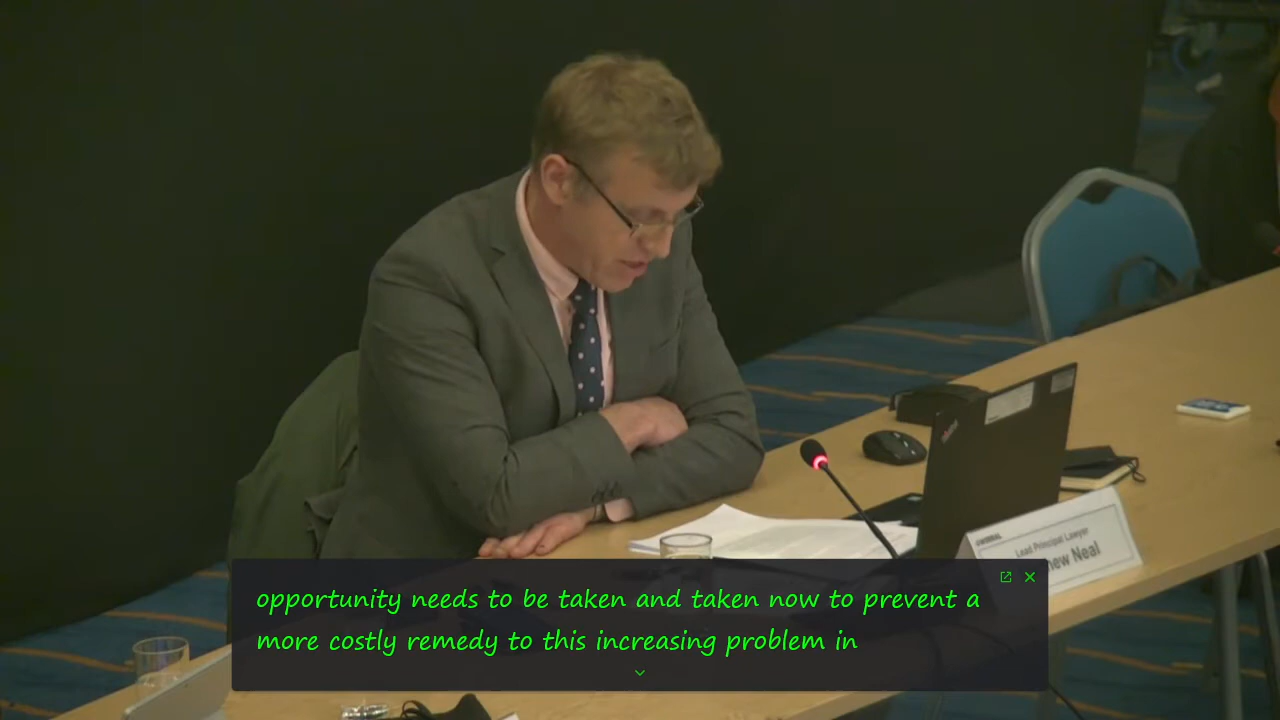 WIRRAL
Lead Principal Lawyer
hew Neal
opportunity needs to be taken and taken now to prevent a
more costly remedy to this increasing problem in